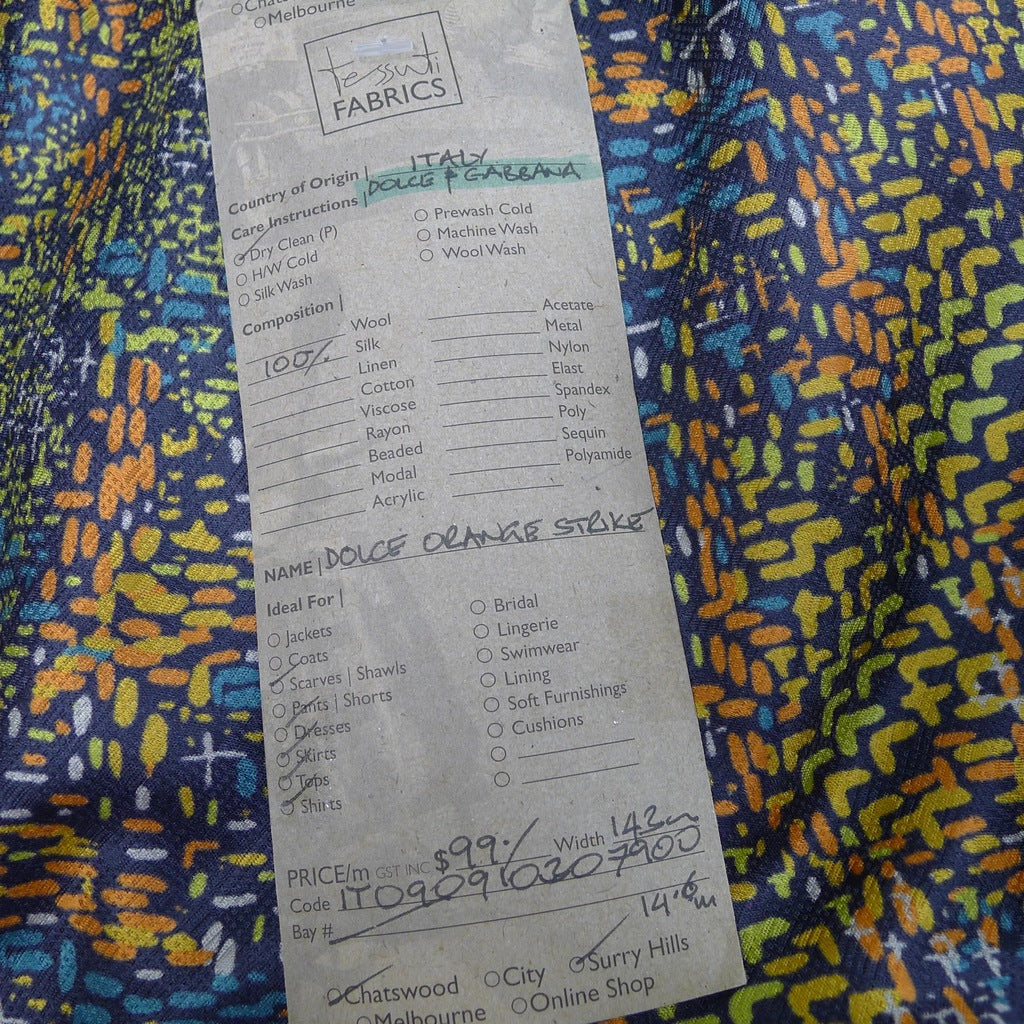 Melbourne
tessuti
FABRICS
Country of Origin | ITALY
DOLCE & GABBANA
Care Instructions |
Dry Clean (P)
H/W Cold
Silk Wash
Prewash Cold
Machine Wash
Wool Wash
Composition |
Wool
100% Silk
Linen
Cotton
Viscose
Rayon
Beaded
Modal
Acrylic
Acetate
Metal
Nylon
Elast
Spandex
Poly
Sequin
Polyamide
NAME | DOLCE ORANGE STRIKE
Ideal For |
Jackets
Coats
Scarves | Shawls
Pants | Shorts
Dresses
Skirts
Tops
Shirts
Bridal
Lingerie
Swimwear
Lining
Soft Furnishings
Cushions
PRICE/m GST INC $99./ Width 142m
Code IT09091 0207900
Bay #
14.6m
Chatswood City Surry Hills
Melbourne Online Shop